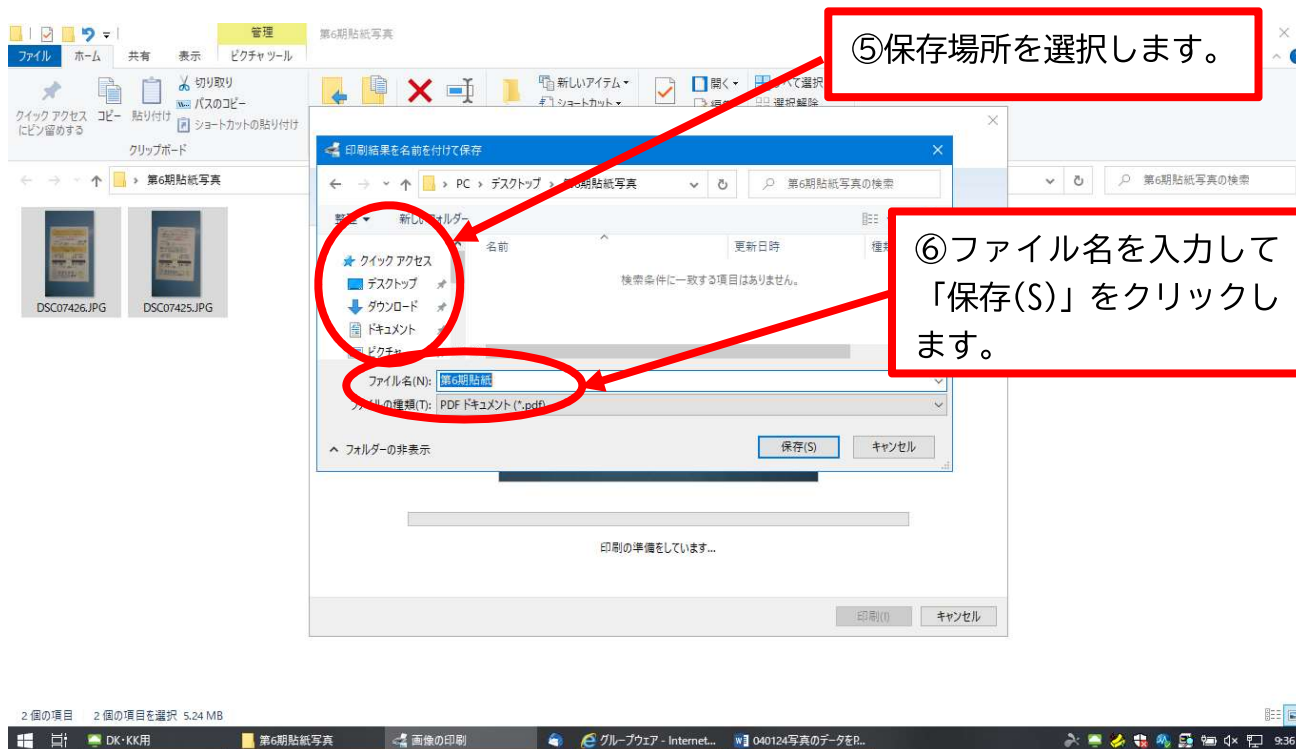 管理
第6期貼紙写真
⑤保存場所を選択します。
ファイル
ホーム
共有
表示
ピクチャ ツール
クイック アクセス
にピン留めする
コピー
貼り付け
切り取り
パスのコピー
ショートカットの貼り付け
クリップボード
新しいアイテム
ショートカット
開く
選択解除
第6期貼紙写真
第6期貼紙写真の検索
DSC07426.JPG
DSC07425.JPG
印刷結果を名前を付けて保存
PC
デスクトップ
第6期貼紙写真
第6期貼紙写真の検索
整理
新しいフォルダー
名前
更新日時
検索条件に一致する項目はありません。
クイック アクセス
デスクトップ
ダウンロード
ドキュメント
ピクチャ
⑥ファイル名を入力して
「保存(S)」をクリックし
ます。
ファイル名(N):
第6期貼紙
ファイルの種類(T):
PDF ドキュメント (*.pdf)
フォルダーの非表示
保存(S)
キャンセル
印刷の準備をしています...
印刷(I)
キャンセル
2 個の項目
2 個の項目を選択 5.24 MB
DK・KK用
第6期貼紙写真
画像の印刷
グループウェア - Internet...
040124写真のデータをP...
9:36